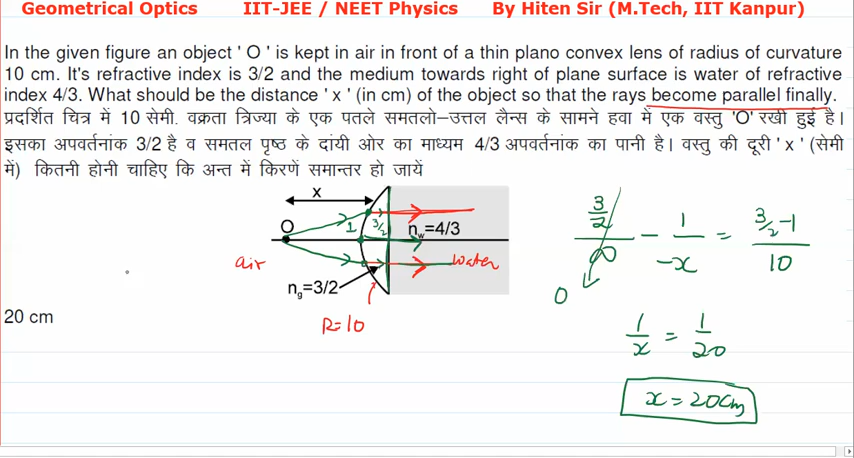 Geometrical Optics IIT-JEE / NEET Physics By Hiten Sir (M.Tech, IIT Kanpur)
In the given figure an object ' O' is kept in air in front of a thin plano convex lens of radius of curvature
10 cm. It's refractive index is 3/2 and the medium towards right of plane surface is water of refractive
index 4/3. What should be the distance ' x ' (in cm) of the object so that the rays become parallel finally.
प्रदर्शित चित्र में 10 सेमी. वक्रता त्रिज्या के एक पतले समतलो–उत्तल लैन्स के सामने हवा में एक वस्तु 'O' रखी हुई है।
इसका अपवर्तनांक 3/2 है व समतल पृष्ठ के दांयी ओर का माध्यम 4/3 अपवर्तनांक का पानी है। वस्तु की दूरी ' x ' (सेमी
में) कितनी होनी चाहिए कि अन्त में किरणें समान्तर हो जायें
x
O
1
3/2
n_w=4/3
air
water
n_g=3/2
R=10
20 cm
(3/2)/∞ − 1/−x = (3/2 −1)/10
0
1/x = 1/20
x = 20cm